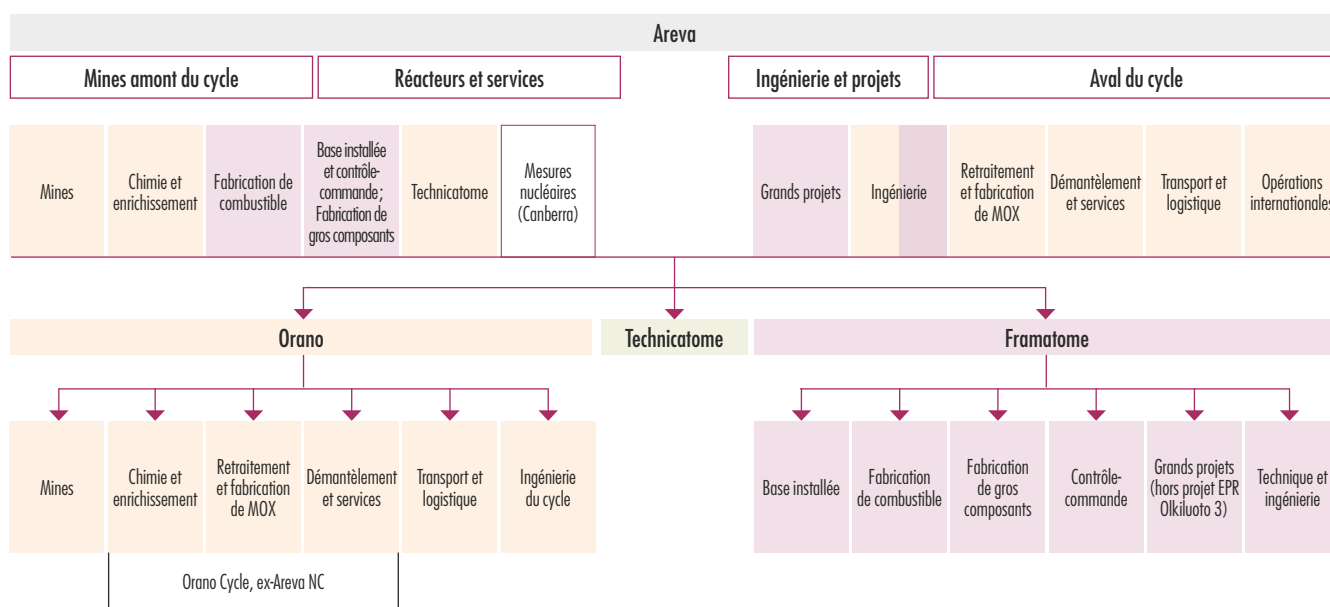 Areva
Mines amont du cycle
Réacteurs et services
Ingénierie et projets
Aval du cycle
Mines
Chimie et
enrichissement
Fabrication de
combustible
Base installée
et contrôle-
commande ;
Fabrication de
gros composants
Technicatome
Mesures
nucléaires
(Canberra)
Grands projets
Ingénierie
Retraitement
et fabrication
de MOX
Démantèlement
et services
Transport et
logistique
Opérations
internationales
Orano
Technicatome
Framatome
Mines
Chimie et
enrichissement
Retraitement
et fabrication
de MOX
Démantèlement
et services
Transport et
logistique
Ingénierie
du cycle
Base installée
Fabrication
de combustible
Fabrication
de gros
composants
Contrôle-
commande
Grands projets
(hors projet EPR
Olkiluoto 3)
Technique et
ingénierie
Orano Cycle, ex-Areva NC